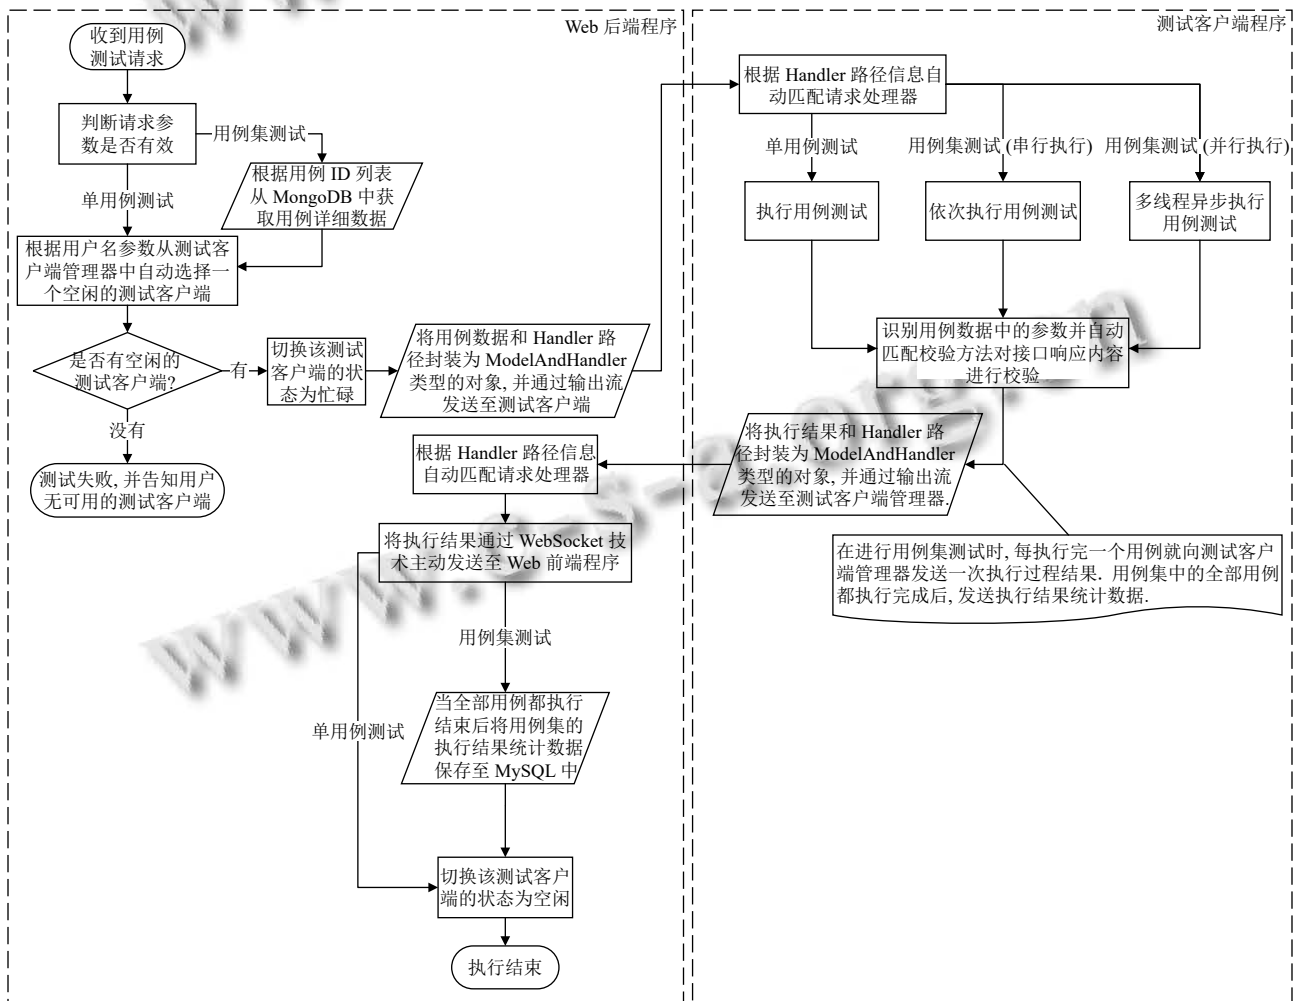 Web 后端程序
收到用例
测试请求
判断请求参
数是否有效
用例集测试
根据用例 ID 列表
从 MongoDB 中获
取用例详细数据
单用例测试
根据用户名参数从测试客
户端管理器中自动选择一
个空闲的测试客户端
是否有空闲的
测试客户端?
有
切换该测试
客户端的状
态为忙碌
将用例数据和 Handler 路
径封装为 ModelAndHandler
类型的对象, 并通过输出流
发送至测试客户端
没有
测试失败, 并告知用户
无可用的测试客户端
测试客户端程序
根据 Handler 路径信息自
动匹配请求处理器
单用例测试
用例集测试 (串行执行)
用例集测试 (并行执行)
执行用例测试
依次执行用例测试
多线程异步执行
用例测试
识别用例数据中的参数并自动
匹配校验方法对接口响应内容
进行校验
将执行结果和 Handler 路
径封装为 ModelAndHandler
类型的对象, 并通过输出流
发送至测试客户端管理器.
在进行用例集测试时, 每执行完一个用例就向测试客户
端管理器发送一次执行过程结果. 用例集中的全部用例
都执行完成后, 发送执行结果统计数据.
根据 Handler 路径信息
自动匹配请求处理器
将执行结果通过 WebSocket 技
术主动发送至 Web 前端程序
用例集测试
单用例测试
当全部用例都执行
结束后将用例集的
执行结果统计数据
保存至 MySQL 中
切换该测试客户
端的状态为空闲
执行结束
www.c-s-a.org.cn